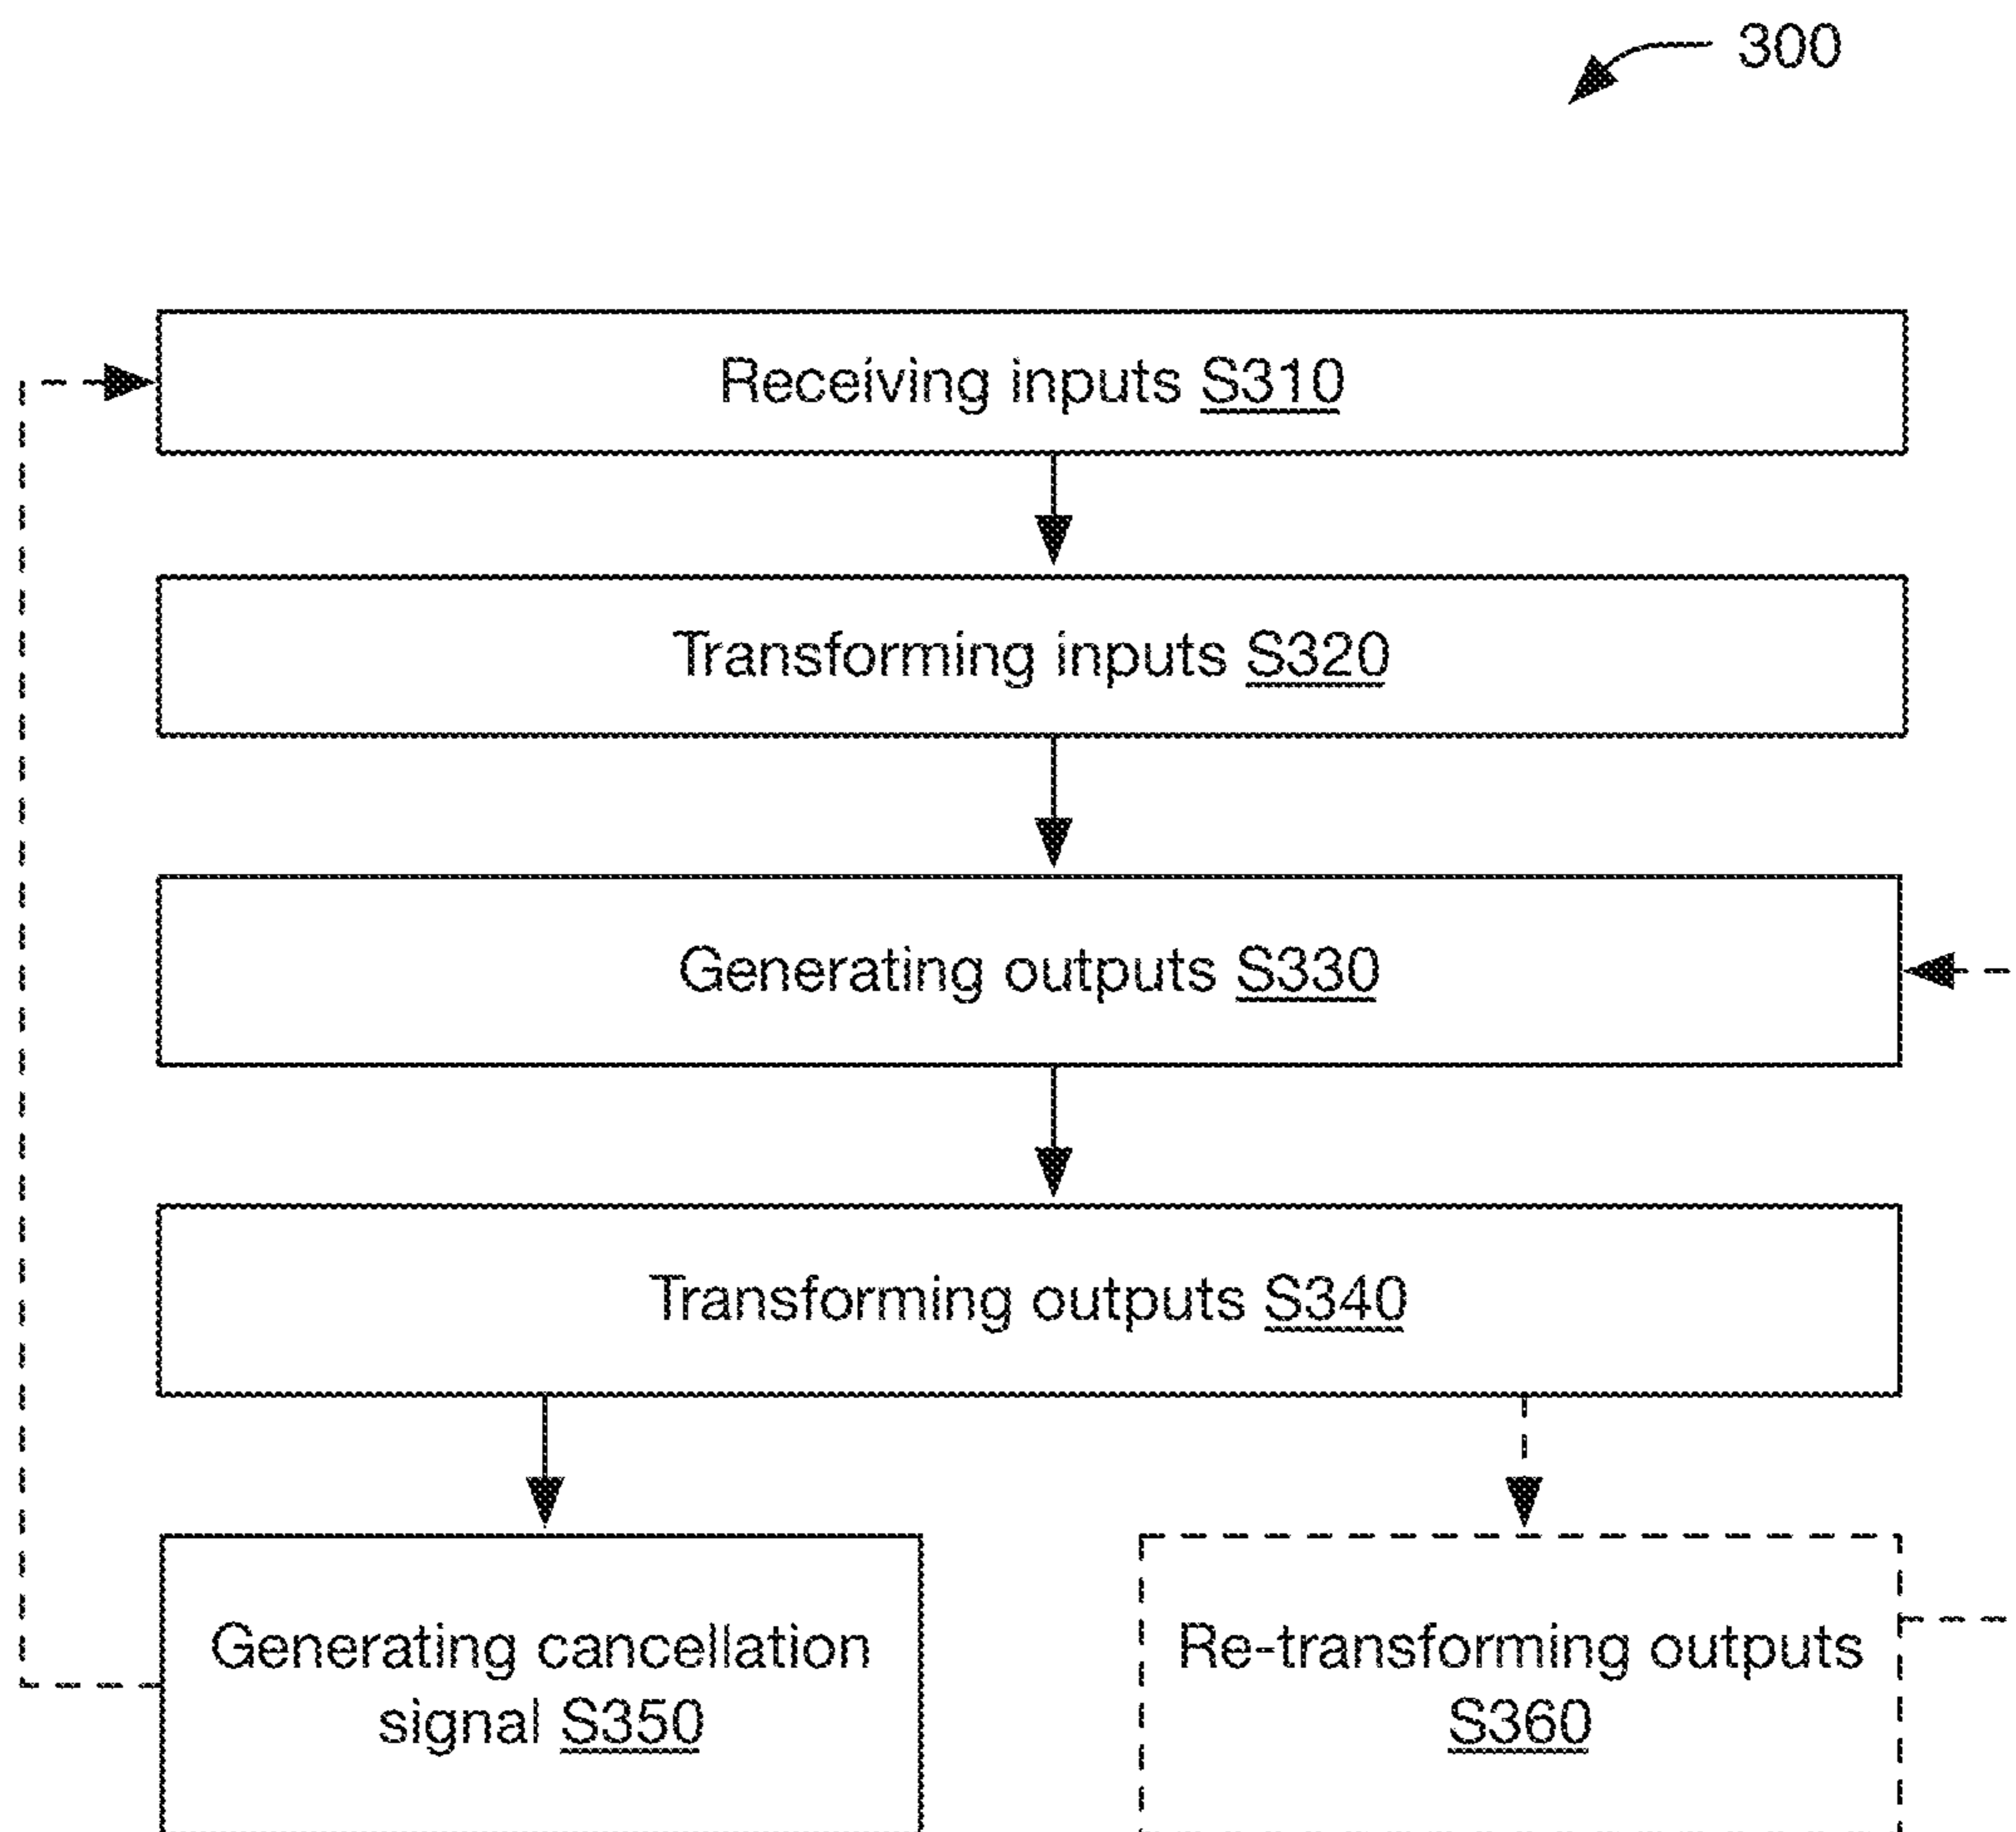 300
Receiving inputs S310
Transforming inputs S320
Generating outputs S330
Transforming outputs S340
Generating cancellation
signal S350
Re-transforming outputs
S360